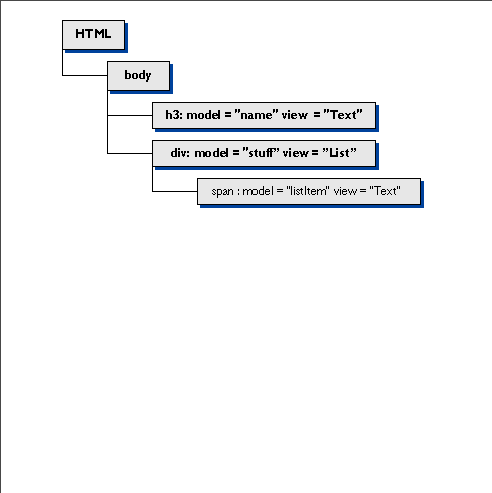 HTML
body
h3: model = "name" view = "Text"
div: model = "stuff" view = "List"
span : model = "listItem" view = "Text"